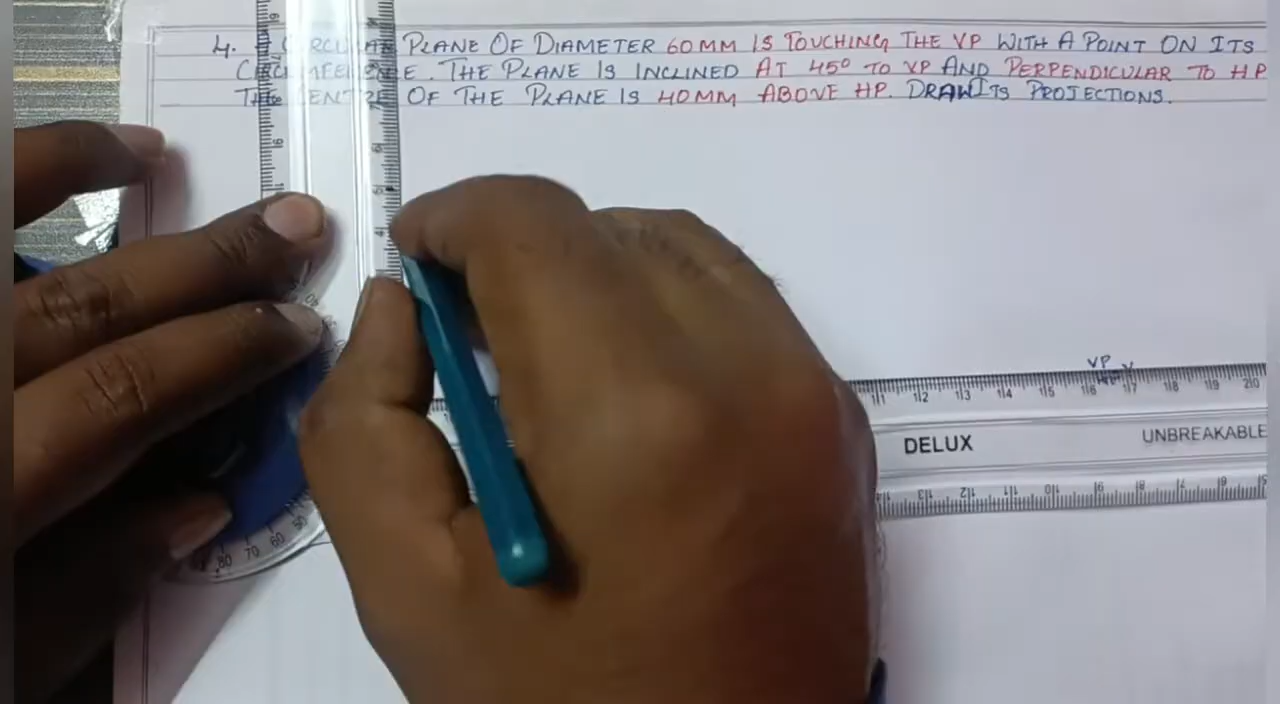 4. A CIRCULAR PLANE OF DIAMETER 60MM IS TOUCHING THE VP WITH A POINT ON ITS
CIRCUMFERENCE. THE PLANE IS INCLINED AT 45° TO VP AND PERPENDICULAR TO HP
THE CENTRE OF THE PLANE IS 40MM ABOVE HP. DRAW ITS PROJECTIONS.
VP
DELUX UNBREAKABLE